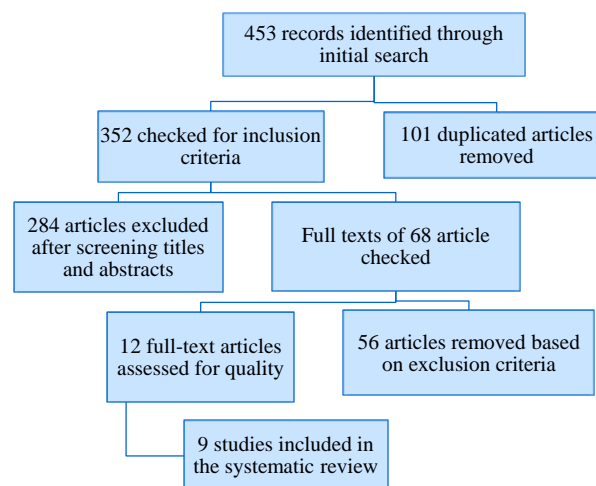 453 records identified through
initial search
352 checked for inclusion
criteria
101 duplicated articles
removed
284 articles excluded
after screening titles
and abstracts
Full texts of 68 article
checked
12 full-text articles
assessed for quality
56 articles removed based
on exclusion criteria
9 studies included in
the systematic review